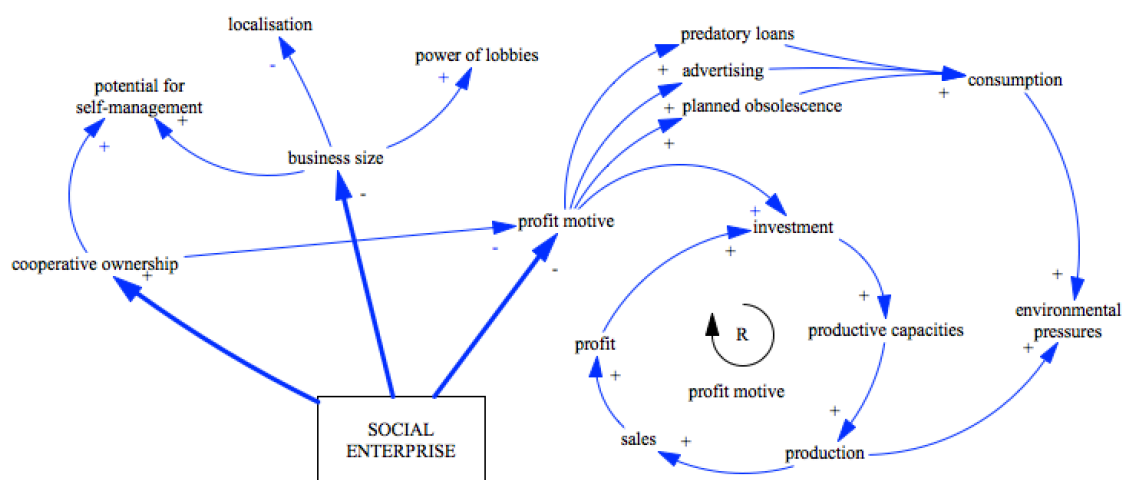 localisation
power of lobbies
potential for
self-management
business size
cooperative ownership
profit motive
predatory loans
advertising
planned obsolescence
consumption
investment
productive capacities
production
sales
profit
R
profit motive
environmental
pressures
SOCIAL
ENTERPRISE
-
+
+
+
-
+
-
-
+
+
+
+
+
+
+
+
+
+
+
+